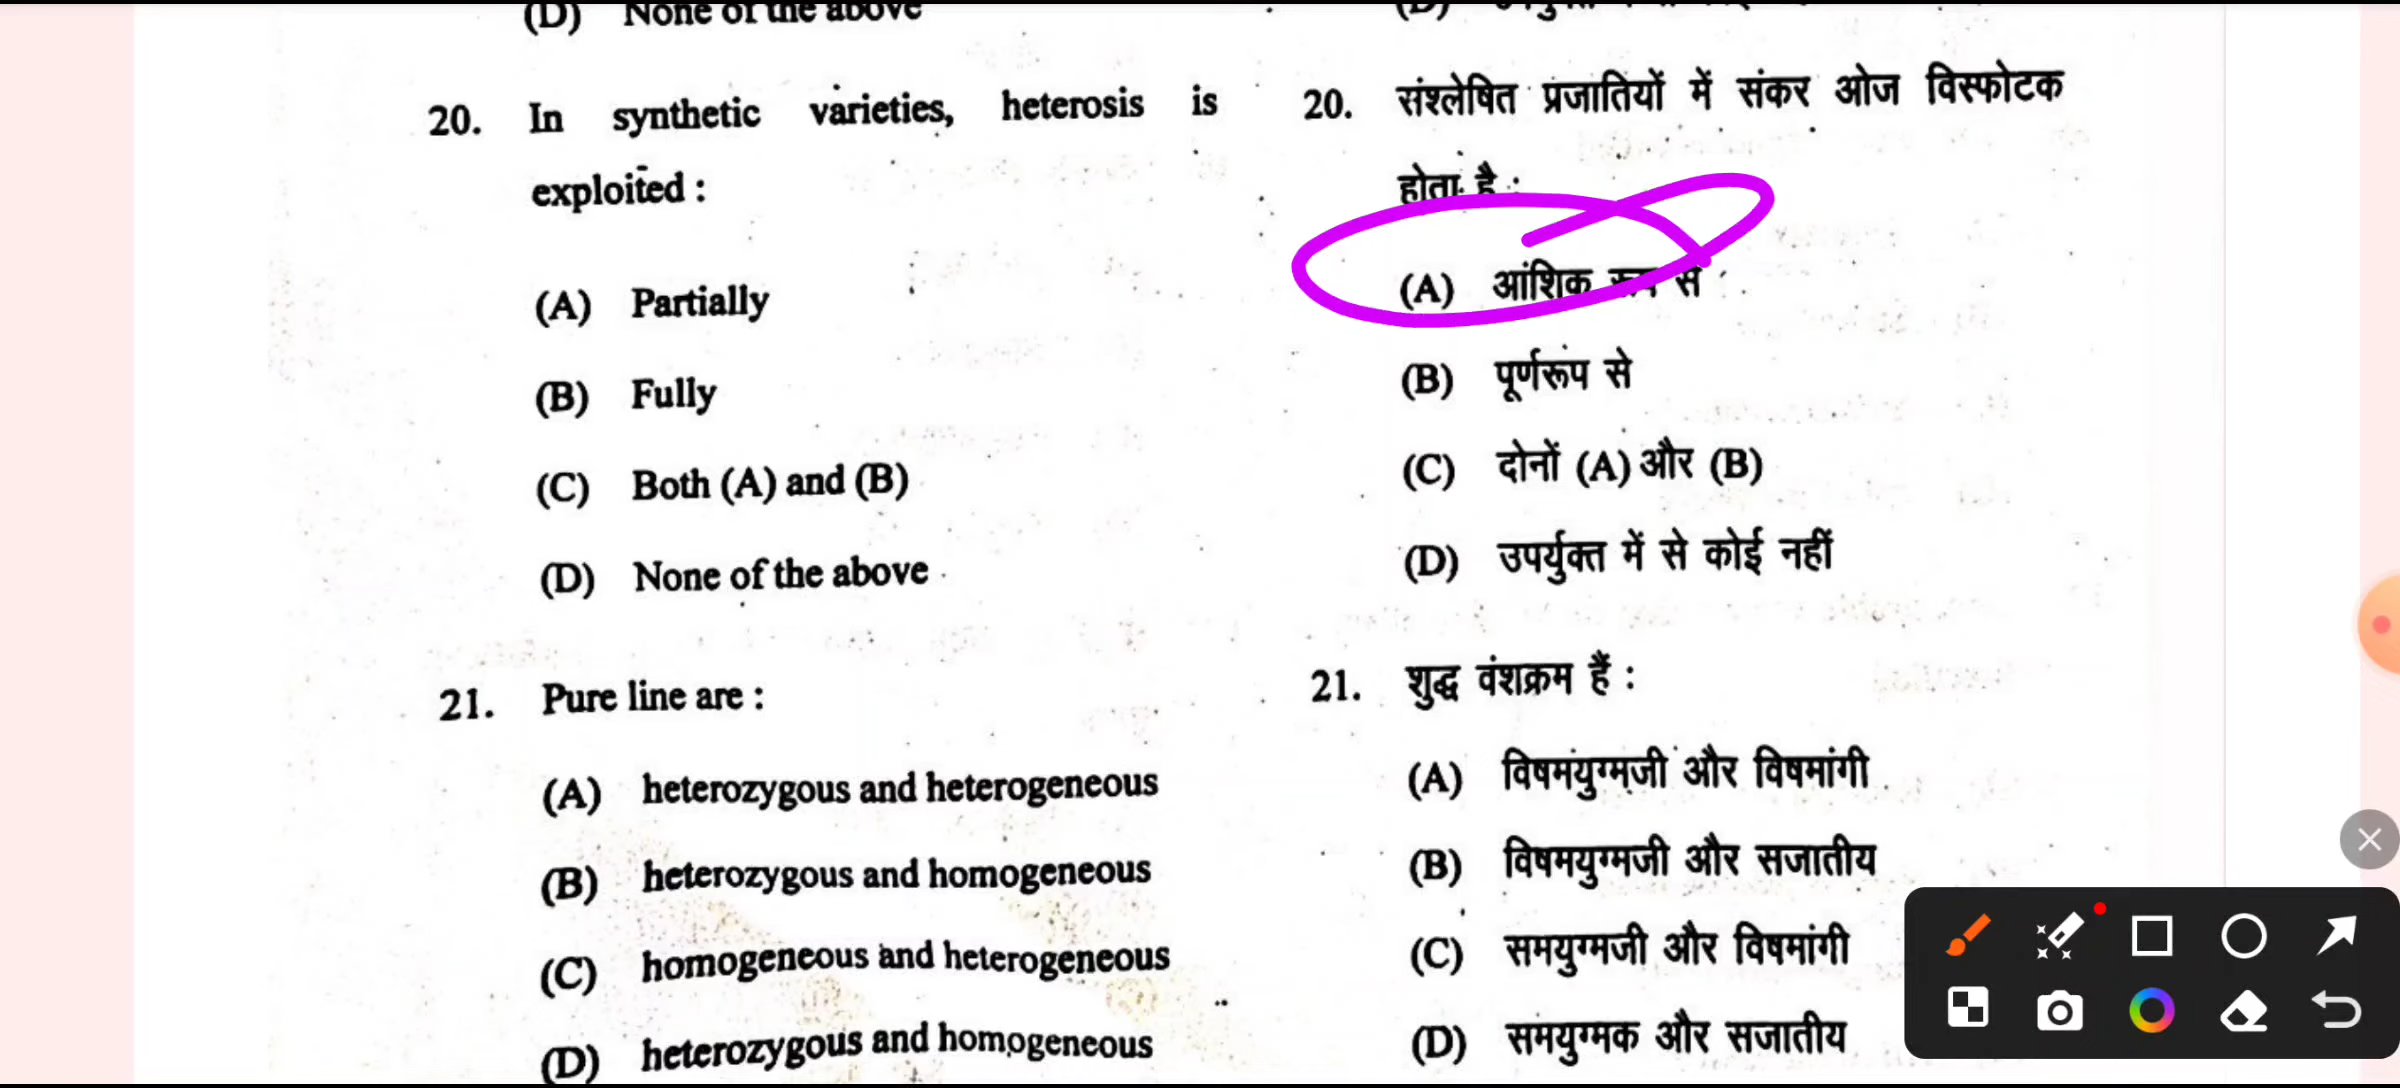 (D) None of the above
20. In synthetic varieties, heterosis is
exploited :
(A) Partially
(B) Fully
(C) Both (A) and (B)
(D) None of the above
21. Pure line are :
(A) heterozygous and heterogeneous
(B) heterozygous and homogeneous
(C) homogeneous and heterogeneous
(D) heterozygous and homogeneous
20. संश्लेषित प्रजातियों में संकर ओज विस्फोटक
होता है :
(A) आंशिक रूप से
(B) पूर्णरूप से
(C) दोनों (A) और (B)
(D) उपर्युक्त में से कोई नहीं
21. शुद्ध वंशक्रम हैं :
(A) विषमयुग्मजी और विषमांगी
(B) विषमयुग्मजी और सजातीय
(C) समयुग्मजी और विषमांगी
(D) समयुग्मक और सजातीय